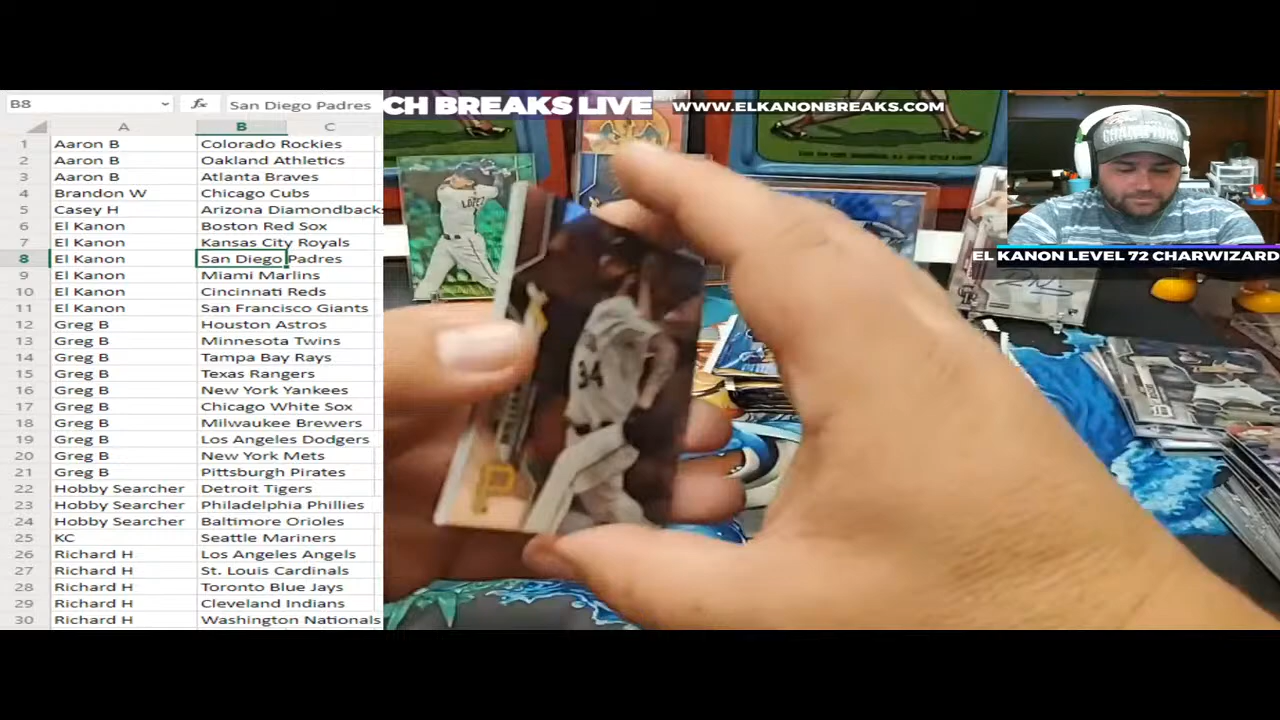 B8
fx
San Diego Padres
CH BREAKS LIVE
WWW.ELKANONBREAKS.COM
A B C
1 Aaron B Colorado Rockies
2 Aaron B Oakland Athletics
3 Aaron B Atlanta Braves
4 Brandon W Chicago Cubs
5 Casey H Arizona Diamondbacks
6 El Kanon Boston Red Sox
7 El Kanon Kansas City Royals
8 El Kanon San Diego Padres
9 El Kanon Miami Marlins
10 El Kanon Cincinnati Reds
11 El Kanon San Francisco Giants
12 Greg B Houston Astros
13 Greg B Minnesota Twins
14 Greg B Tampa Bay Rays
15 Greg B Texas Rangers
16 Greg B New York Yankees
17 Greg B Chicago White Sox
18 Greg B Milwaukee Brewers
19 Greg B Los Angeles Dodgers
20 Greg B New York Mets
21 Greg B Pittsburgh Pirates
22 Hobby Searcher Detroit Tigers
23 Hobby Searcher Philadelphia Phillies
24 Hobby Searcher Baltimore Orioles
25 KC Seattle Mariners
26 Richard H Los Angeles Angels
27 Richard H St. Louis Cardinals
28 Richard H Toronto Blue Jays
29 Richard H Cleveland Indians
30 Richard H Washington Nationals
LOPEZ
34
P
CHAMPIONS
EL KANON LEVEL 72 CHARWIZARD